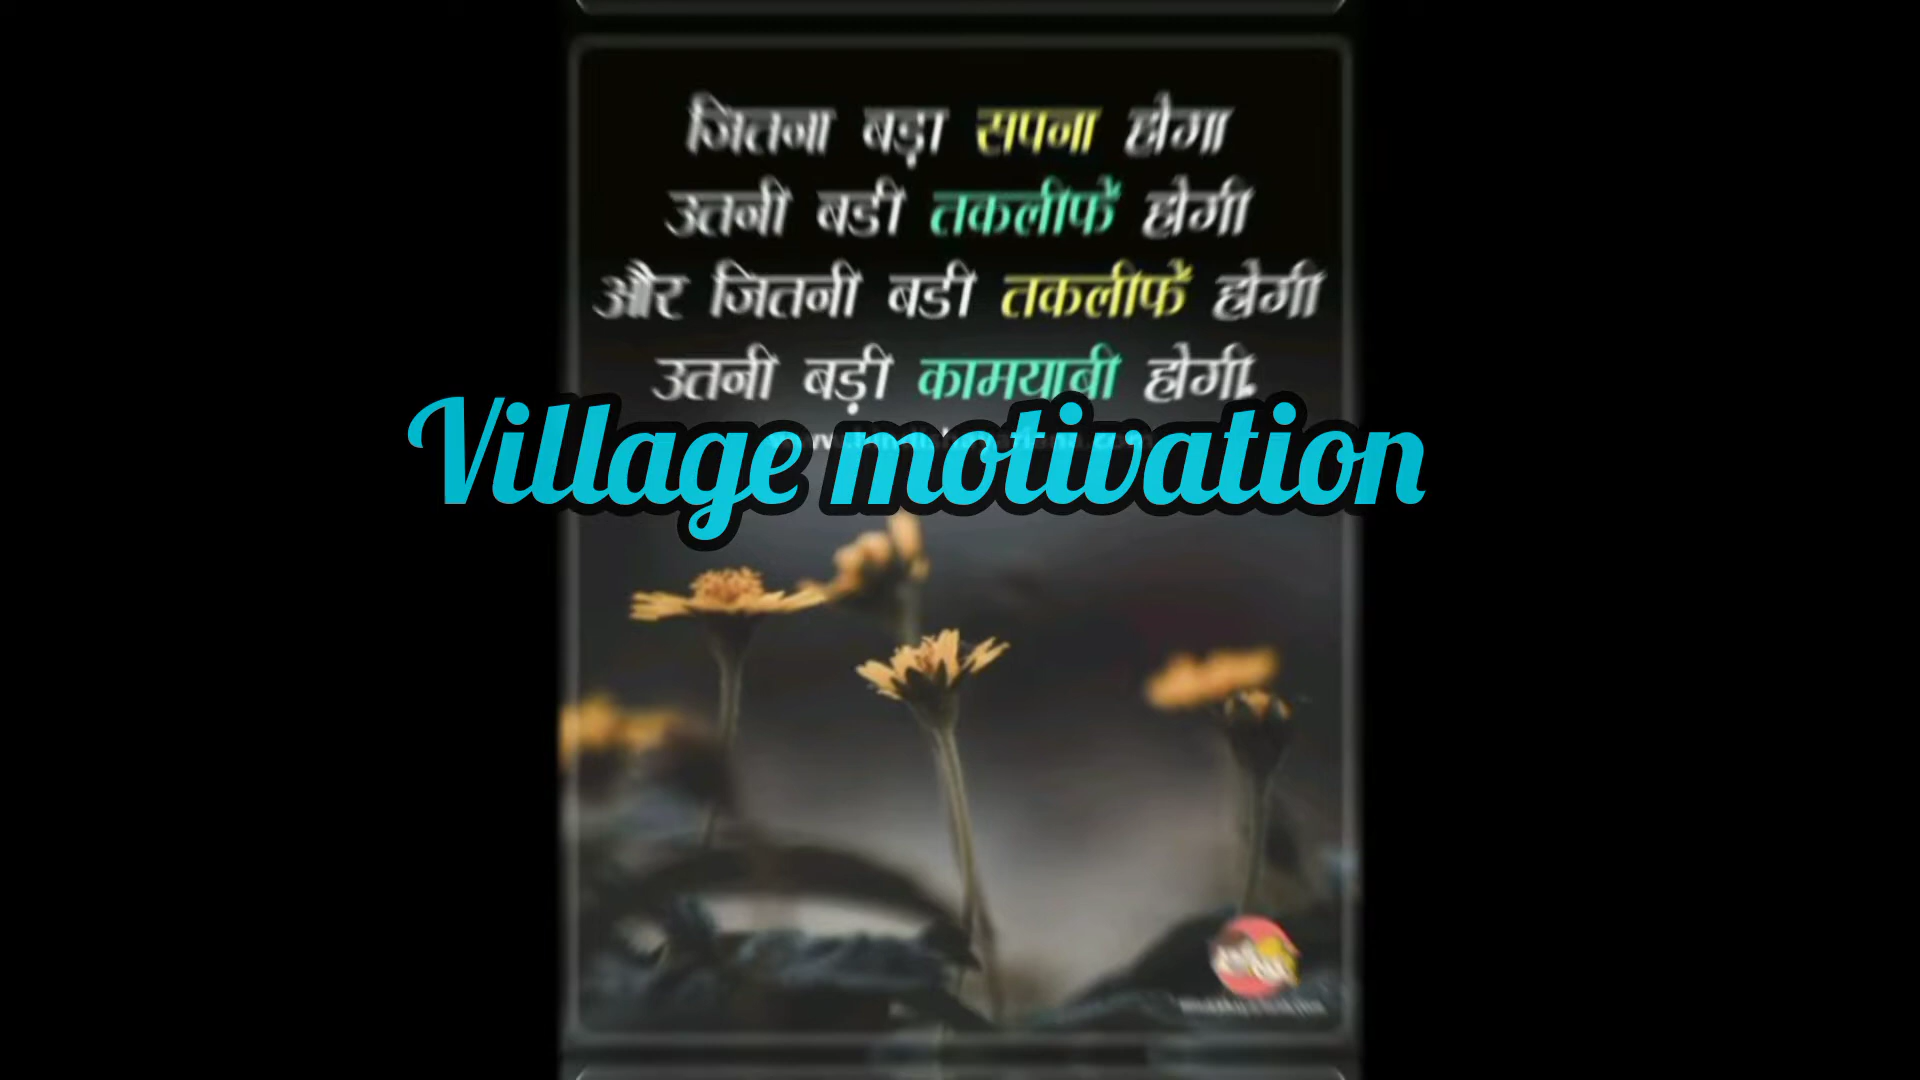 जितना बड़ा सपना होगा
उतनी बडी तकलीफें होगी
और जितनी बडी तकलीफें होगी
उतनी बड़ी कामयाबी होगी.
Village motivation